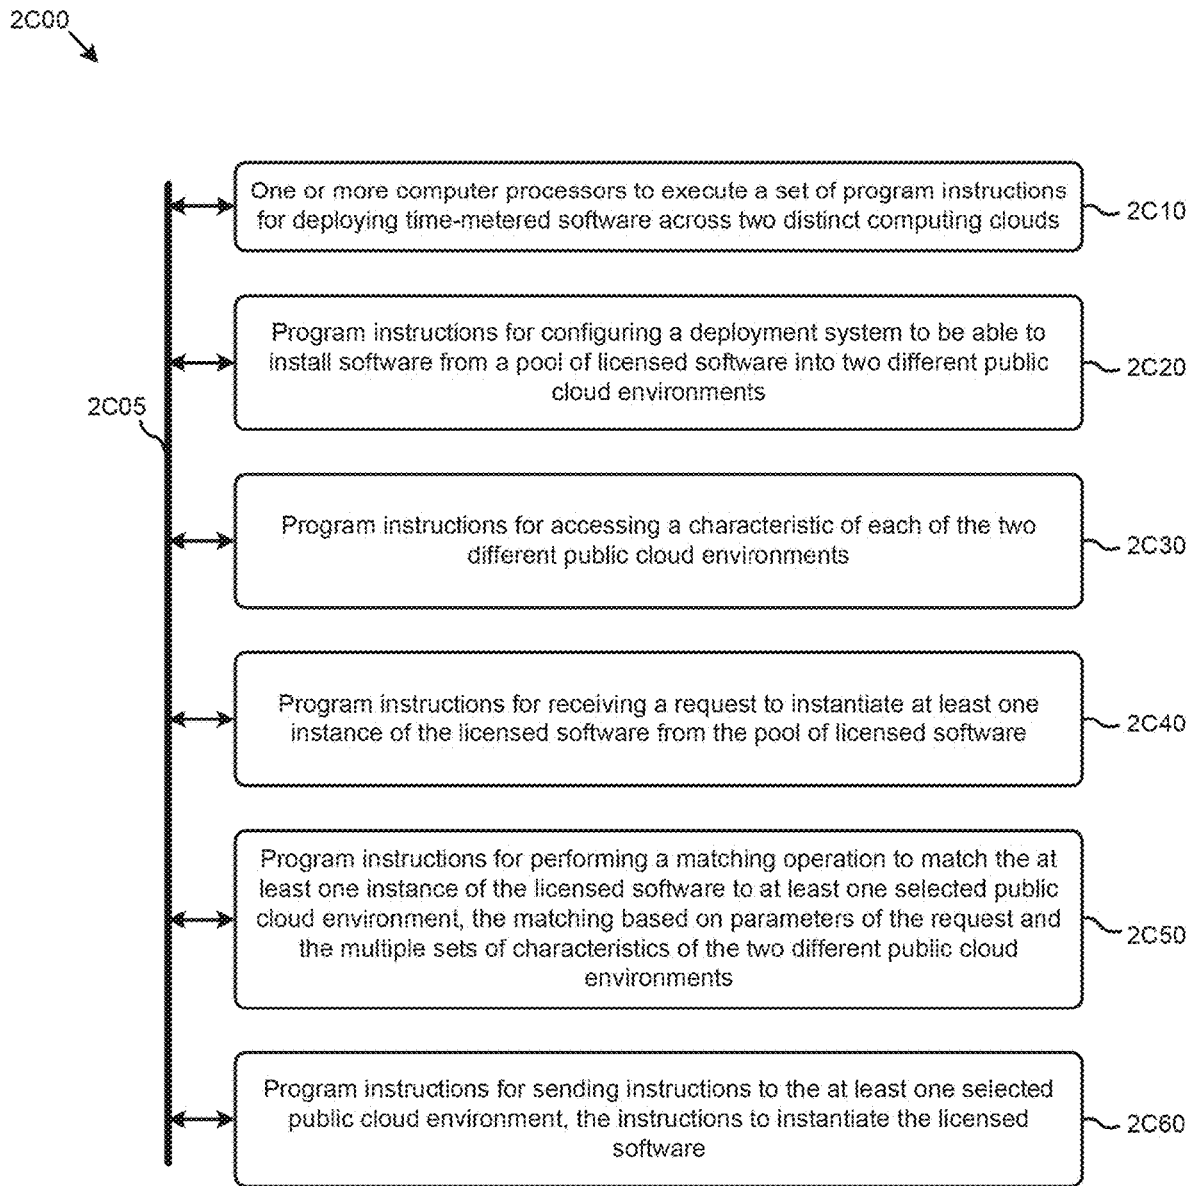 2C00
One or more computer processors to execute a set of program instructions
for deploying time-metered software across two distinct computing clouds
2C10
Program instructions for configuring a deployment system to be able to
install software from a pool of licensed software into two different public
cloud environments
2C20
2C05
Program instructions for accessing a characteristic of each of the two
different public cloud environments
2C30
Program instructions for receiving a request to instantiate at least one
instance of the licensed software from the pool of licensed software
2C40
Program instructions for performing a matching operation to match the at
least one instance of the licensed software to at least one selected public
cloud environment, the matching based on parameters of the request and
the multiple sets of characteristics of the two different public cloud
environments
2C50
Program instructions for sending instructions to the at least one selected
public cloud environment, the instructions to instantiate the licensed
software
2C60